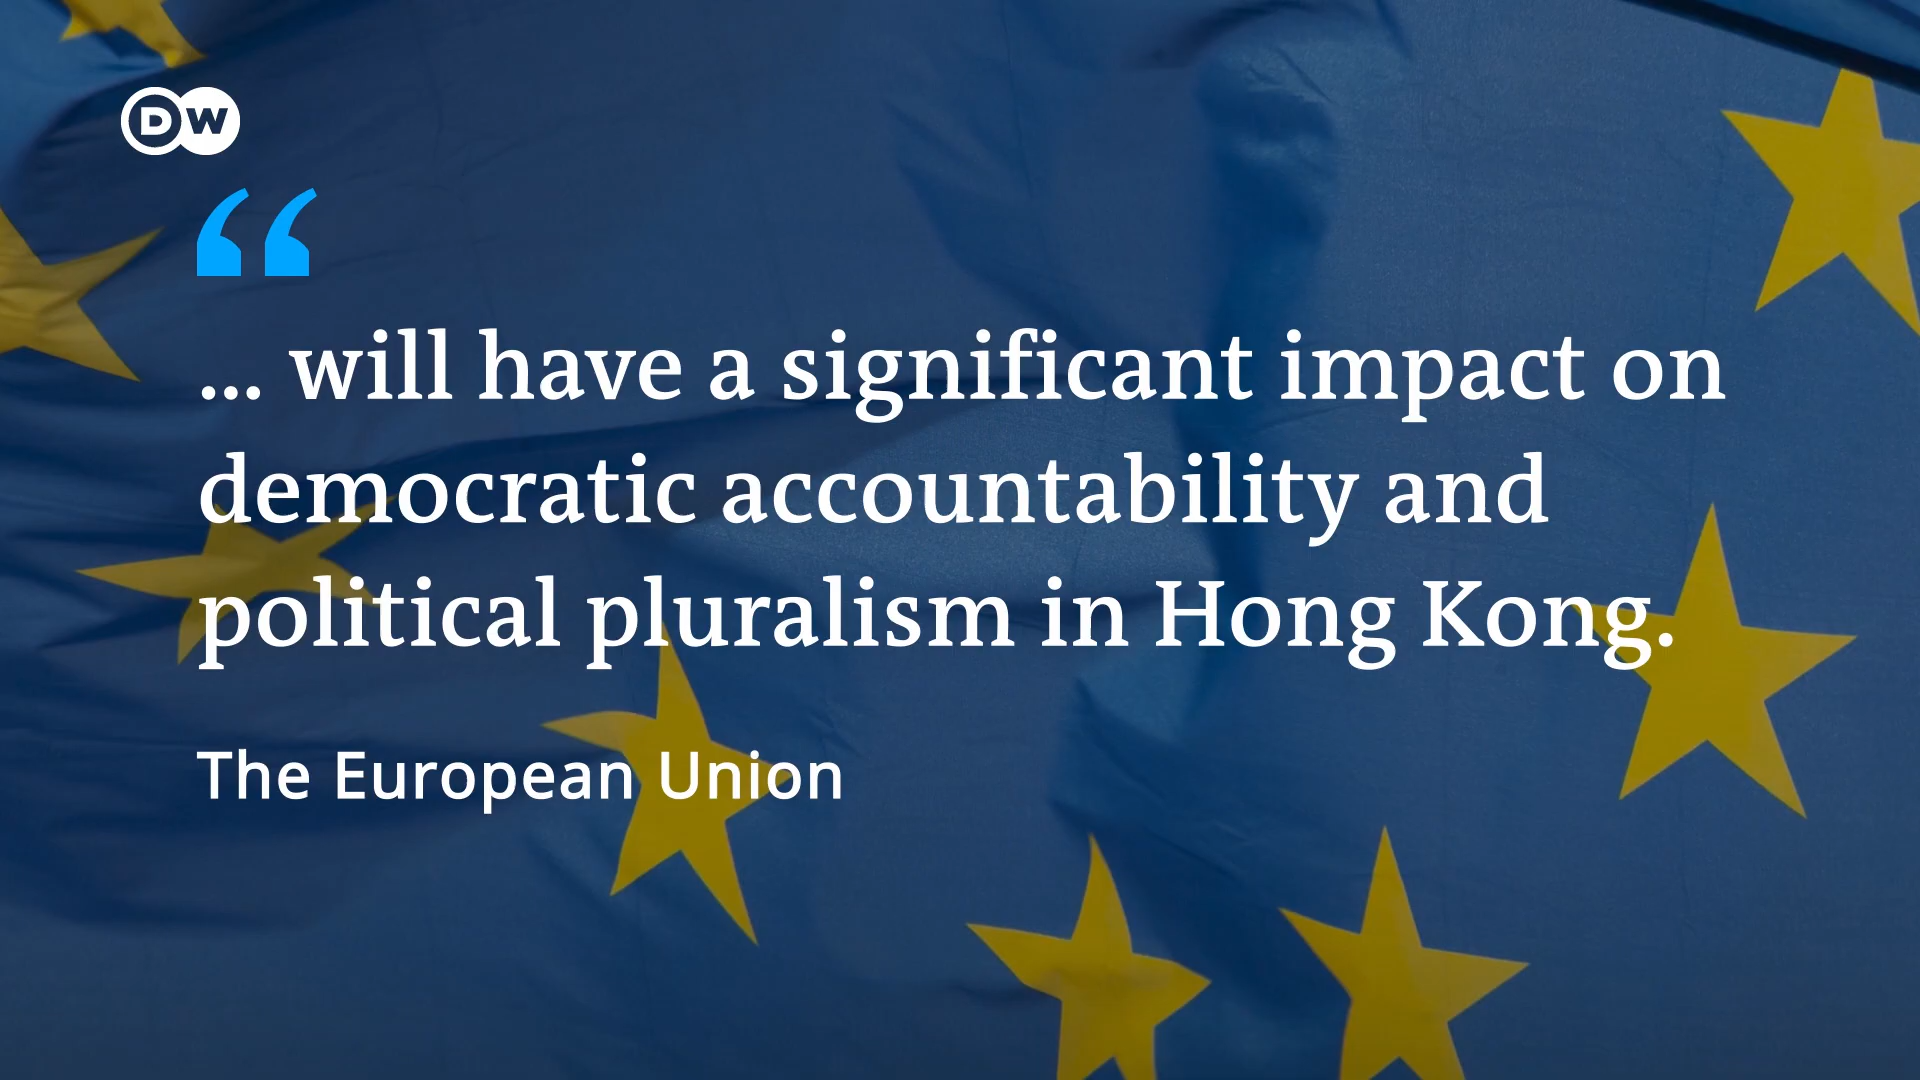 DW
“
... will have a significant impact on
democratic accountability and
political pluralism in Hong Kong.
The European Union